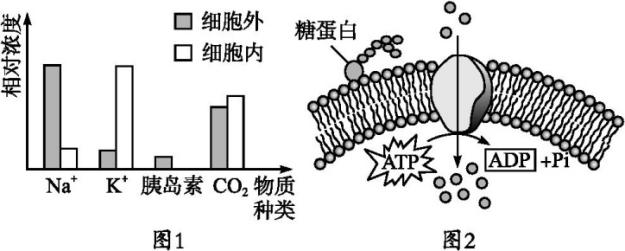 相对浓度
细胞外
细胞内
Na⁺ K⁺ 胰岛素 CO₂ 物质
种类
图1
糖蛋白
ATP
ADP +Pi
图2